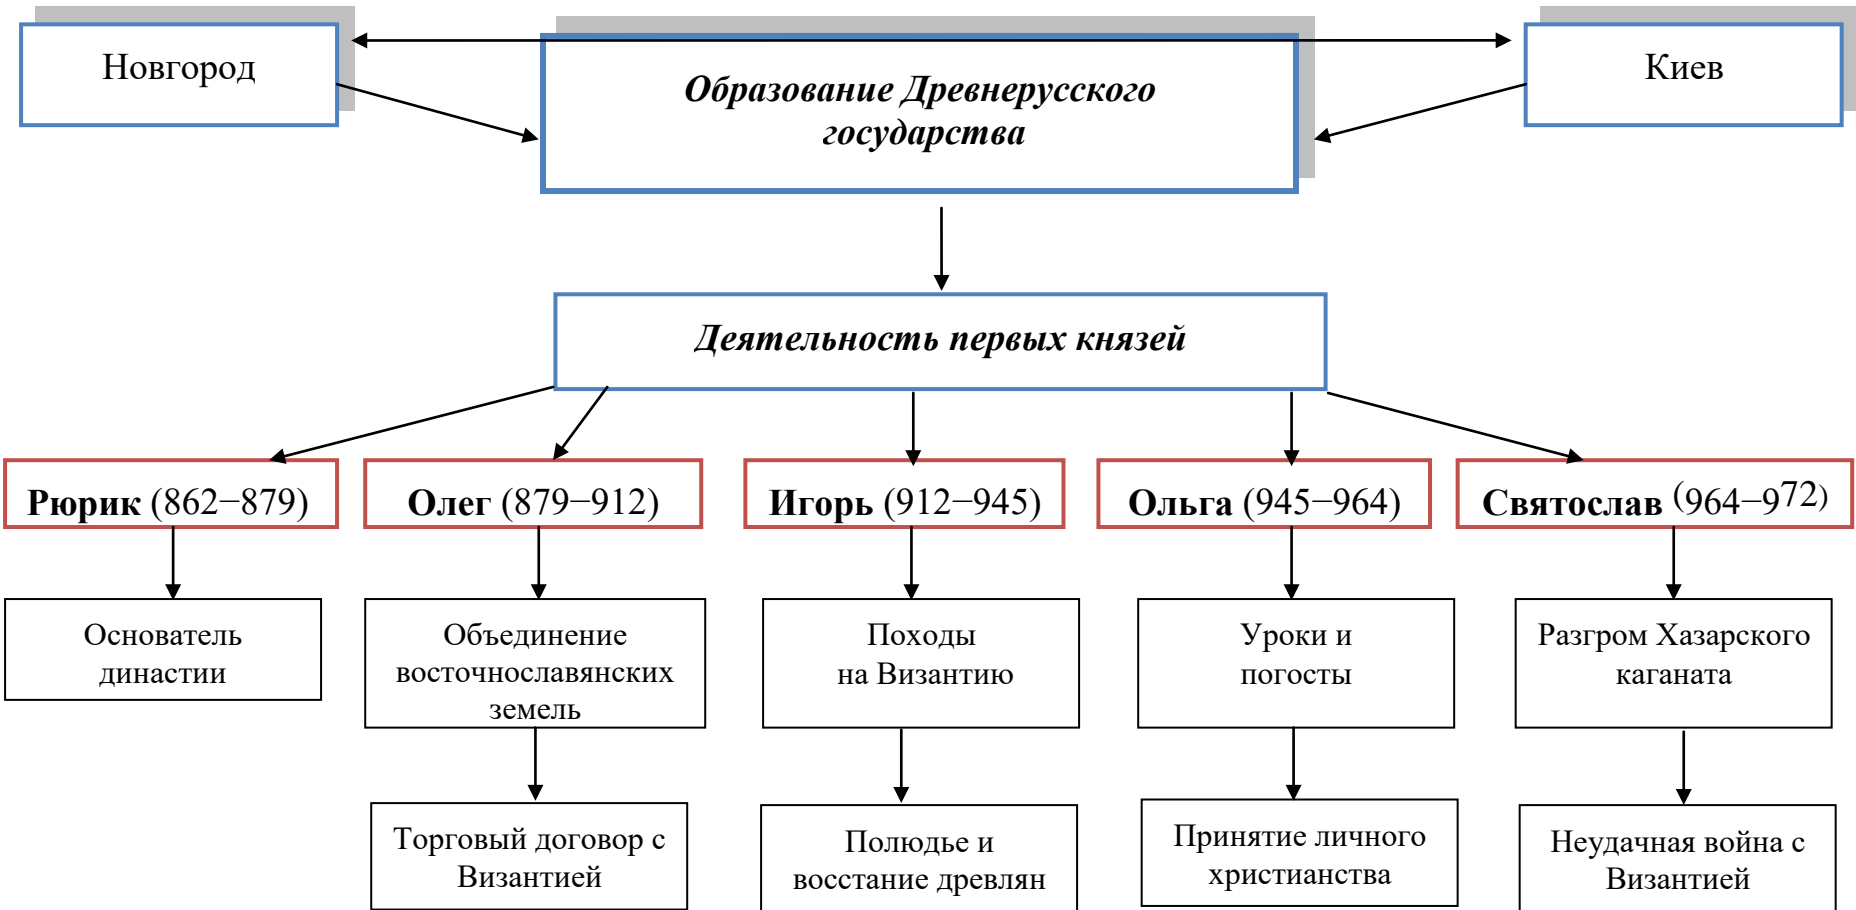 Новгород
Образование Древнерусского
государства
Киев
Деятельность первых князей
Рюрик (862−879)
Олег (879−912)
Игорь (912−945)
Ольга (945−964)
Святослав (964−972)
Основатель
династии
Объединение
восточнославянских
земель
Походы
на Византию
Уроки и
погосты
Разгром Хазарского
каганата
Торговый договор с
Византией
Полюдье и
восстание древлян
Принятие личного
христианства
Неудачная война с
Византией